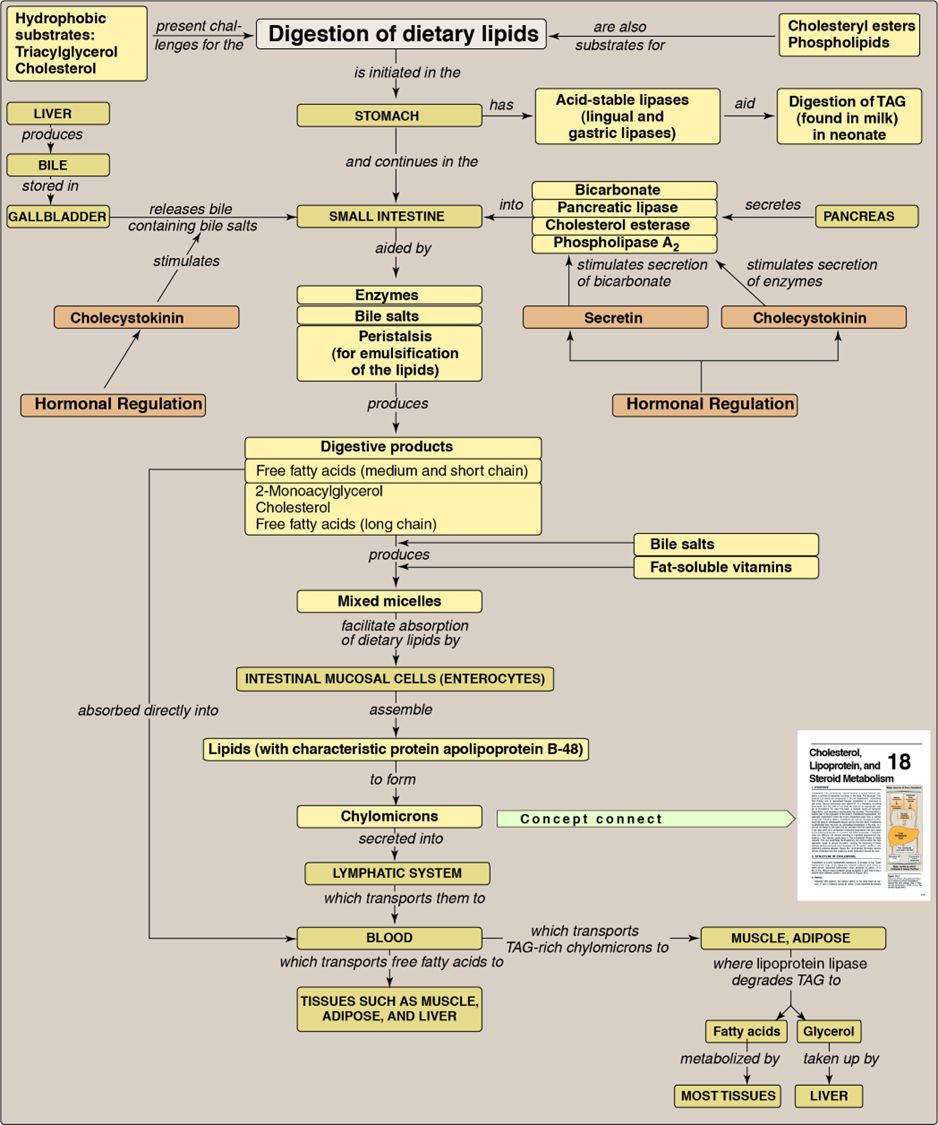 Hydrophobic
substrates:
Triacylglycerol
Cholesterol
present chal-
lenges for the
Digestion of dietary lipids
are also
substrates for
Cholesteryl esters
Phospholipids
is initiated in the
LIVER
produces
BILE
stored in
GALLBLADDER
STOMACH
has
Acid-stable lipases
(lingual and
gastric lipases)
aid
Digestion of TAG
(found in milk)
in neonate
and continues in the
releases bile
containing bile salts
SMALL INTESTINE
into
Bicarbonate
Pancreatic lipase
Cholesterol esterase
Phospholipase A2
secretes
PANCREAS
stimulates
aided by
stimulates secretion
of bicarbonate
stimulates secretion
of enzymes
Cholecystokinin
Enzymes
Bile salts
Peristalsis
(for emulsification
of the lipids)
Secretin
Cholecystokinin
Hormonal Regulation
Hormonal Regulation
produces
Digestive products
Free fatty acids (medium and short chain)
2-Monoacylglycerol
Cholesterol
Free fatty acids (long chain)
produces
Bile salts
Fat-soluble vitamins
Mixed micelles
facilitate absorption
of dietary lipids by
INTESTINAL MUCOSAL CELLS (ENTEROCYTES)
absorbed directly into
assemble
Lipids (with characteristic protein apolipoprotein B-48)
to form
Chylomicrons
Concept connect
Cholesterol,
Lipoprotein, and
Steroid Metabolism
18
secreted into
LYMPHATIC SYSTEM
which transports them to
BLOOD
which transports
TAG-rich chylomicrons to
MUSCLE, ADIPOSE
which transports free fatty acids to
TISSUES SUCH AS MUSCLE,
ADIPOSE, AND LIVER
where lipoprotein lipase
degrades TAG to
Fatty acids
Glycerol
metabolized by
taken up by
MOST TISSUES
LIVER